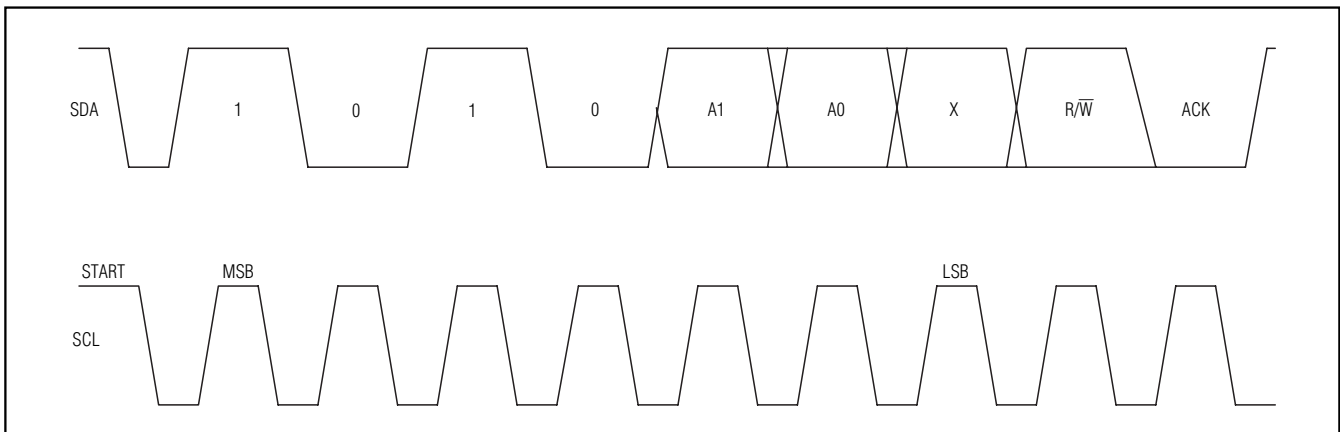 SDA 1 0 1 0 A1 A0 X R/W̅ ACK
START MSB LSB
SCL